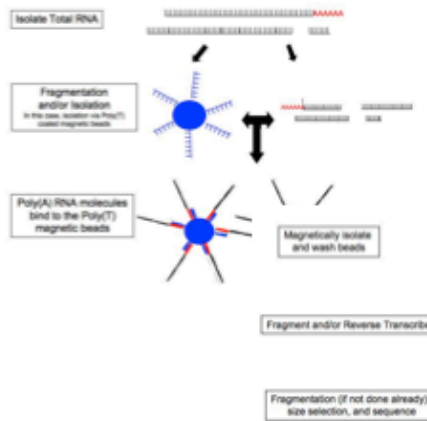 Isolate Total RNA
AAAAAA
Fragmentation
and/or Isolation
In this case, isolation via Poly(T)
coated magnetic beads
AAAAAA
Poly(A) RNA molecules
bind to the Poly(T)
magnetic beads
Magnetically isolate
and wash beads
Fragment and/or Reverse Transcribe
Fragmentation (if not done already)
size selection, and sequence